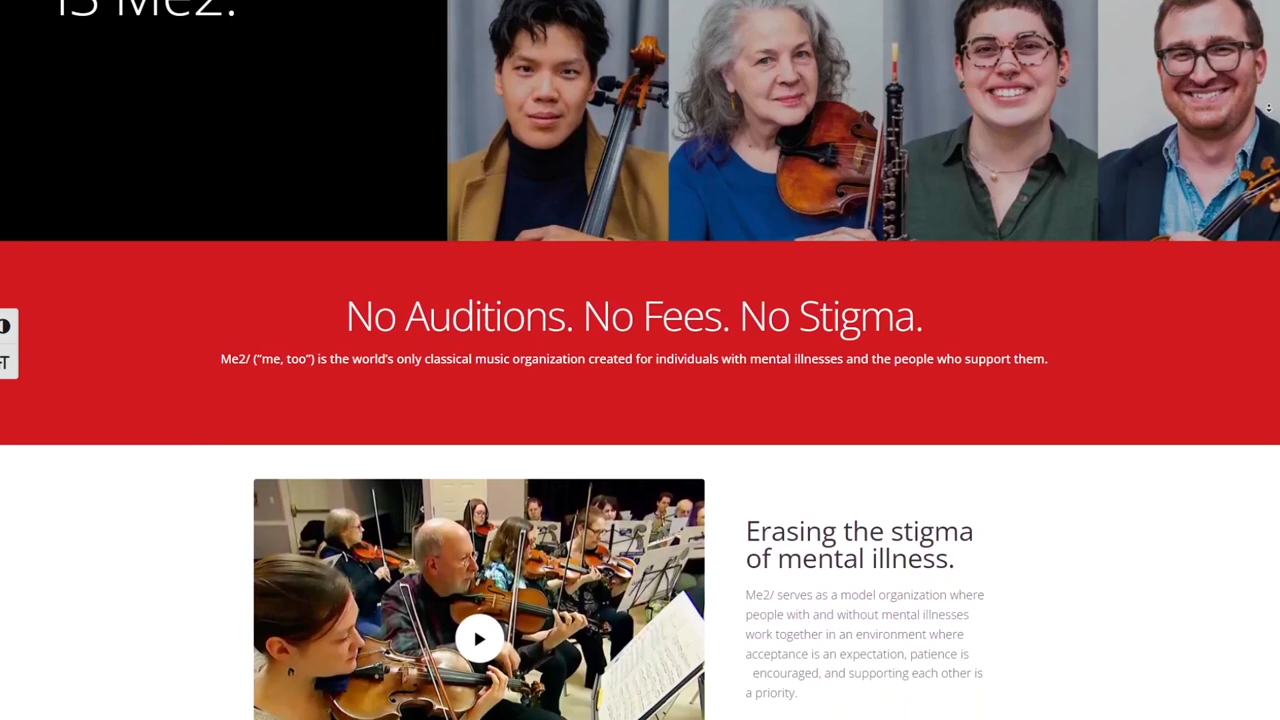 is Me2.
No Auditions. No Fees. No Stigma.
Me2/ (“me, too”) is the world’s only classical music organization created for individuals with mental illnesses and the people who support them.
Erasing the stigma
of mental illness.
Me2/ serves as a model organization where
people with and without mental illnesses
work together in an environment where
acceptance is an expectation, patience is
encouraged, and supporting each other is
a priority.